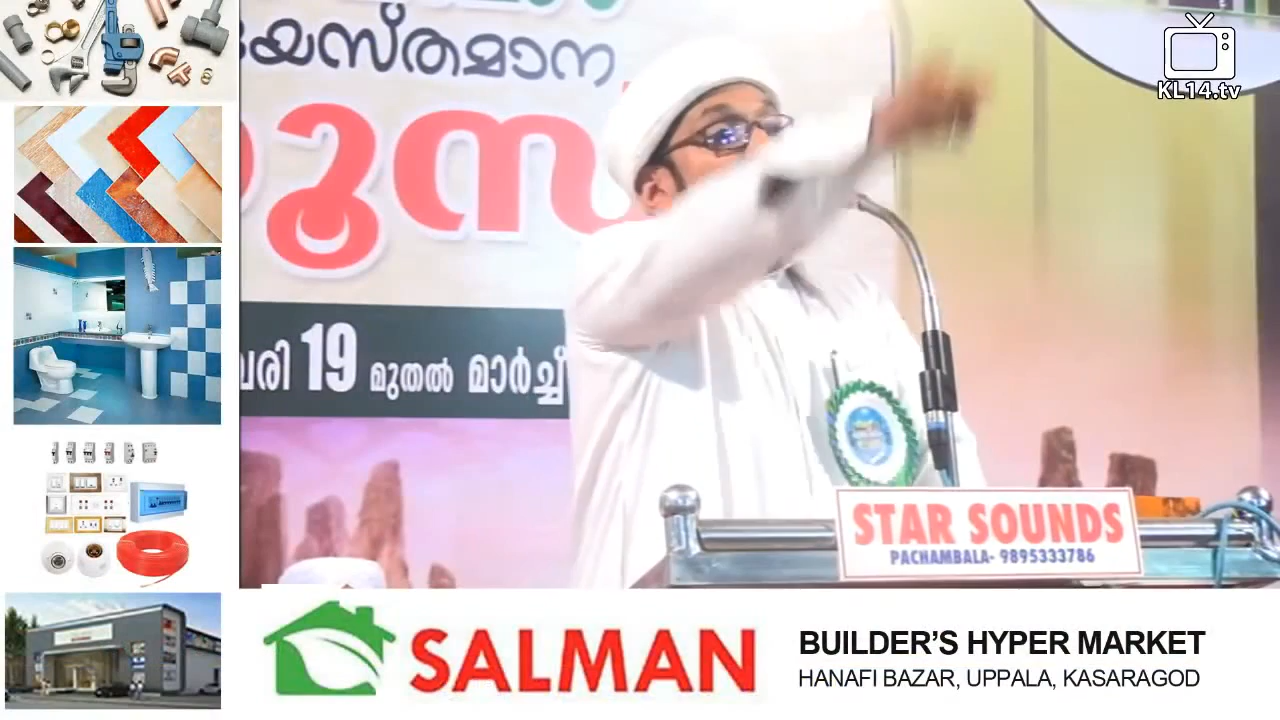 യസ്തമാന
KL14.tv
19 മുതൽ മാർച്ച്
STAR SOUNDS
PACHAMBALA- 9895333786
SALMAN
BUILDER’S HYPER MARKET
HANAFI BAZAR, UPPALA, KASARAGOD